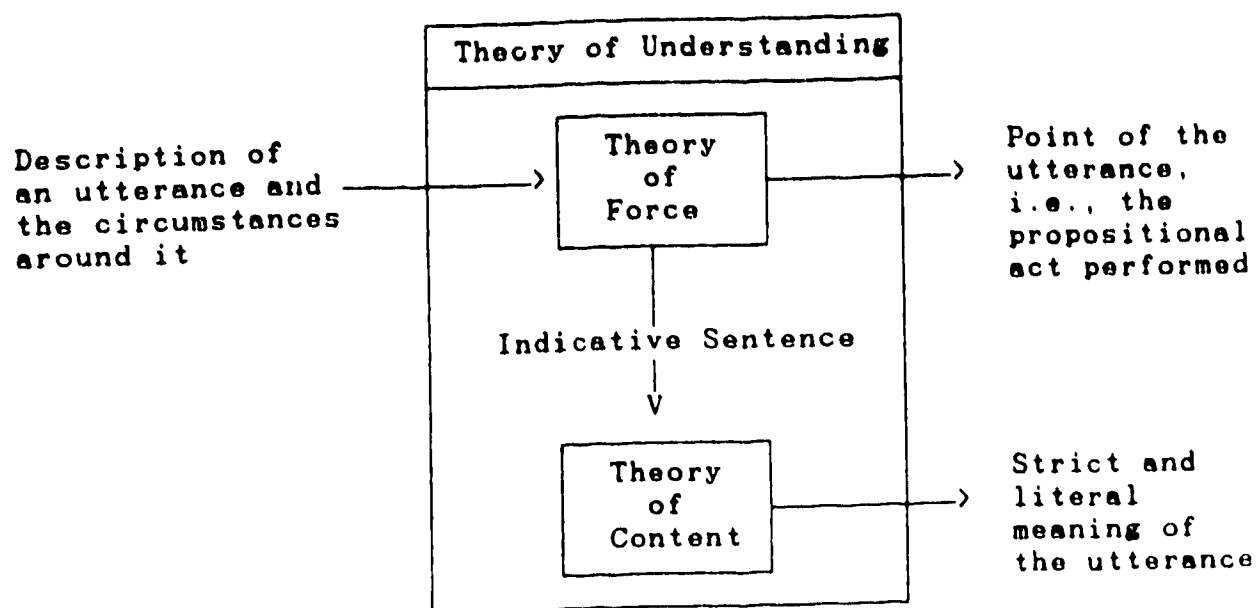 Theory of Understanding
Description of
an utterance and
the circumstances
around it
Theory
of
Force
Point of the
utterance,
i.e., the
propositional
act performed
Indicative Sentence
V
Theory
of
Content
Strict and
literal
meaning of
the utterance